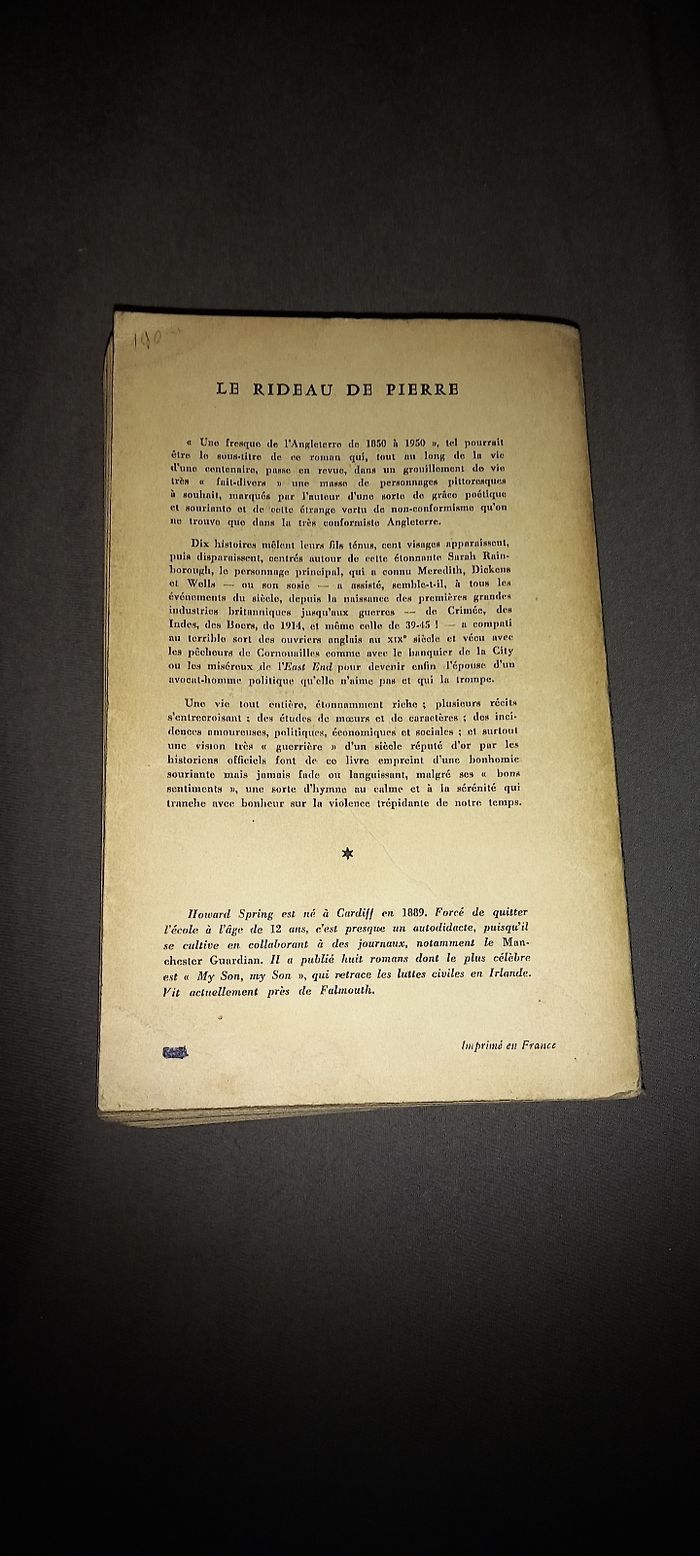 LE RIDEAU DE PIERRE
« Une fresque de l'Angleterre de 1850 à 1950 », tel pourrait
être le sous-titre de ce roman qui, tout au long de la vie
d'une centenaire, passe en revue, dans un grouillement de vie
très « fait-divers » une masse de personnages pittoresques
à souhait, marqués par l'auteur d'une sorte de grâce poétique
et souriante et de cette étrange vertu de non-conformisme qu'on
ne trouve que dans la très conformiste Angleterre.
Dix histoires mêlent leurs fils ténus, cent visages apparaissent,
puis disparaissent, centrés autour de cette étonnante Sarah Rain-
borough, le personnage principal, qui a connu Meredith, Dickens
et Wells — ou son sosie — a assisté, semble-t-il, à tous les
événements du siècle, depuis la naissance des premières grandes
industries britanniques jusqu'aux guerres — de Crimée, des
Indes, des Boers, de 1914, et même celle de 39-45 ! — a compati
au terrible sort des ouvriers anglais au XIXe siècle et vécu avec
les pêcheurs de Cornouailles comme avec le banquier de la City
ou les miséreux de l'East End pour devenir enfin l'épouse d'un
avocat-homme politique qu'elle n'aime pas et qui la trompe.
Une vie tout entière, étonnamment riche ; plusieurs récits
s'entrecroisant ; des études de mœurs et de caractères ; des inci-
dences amoureuses, politiques, économiques et sociales ; et surtout
une vision très « guerrière » d'un siècle réputé d'or par les
historiens officiels font de ce livre empreint d'une bonhomie
souriante mais jamais fade ou languissant, malgré ses « bons
sentiments », une sorte d'hymne au calme et à la sérénité qui
tranche avec bonheur sur la violence trépidante de notre temps.
Howard Spring est né à Cardiff en 1889. Forcé de quitter
l'école à l'âge de 12 ans, c'est presque un autodidacte, puisqu'il
se cultive en collaborant à des journaux, notamment le Man-
chester Guardian. Il a publié huit romans dont le plus célèbre
est « My Son, my Son », qui retrace les luttes civiles en Irlande.
Vit actuellement près de Falmouth.
Imprimé en France